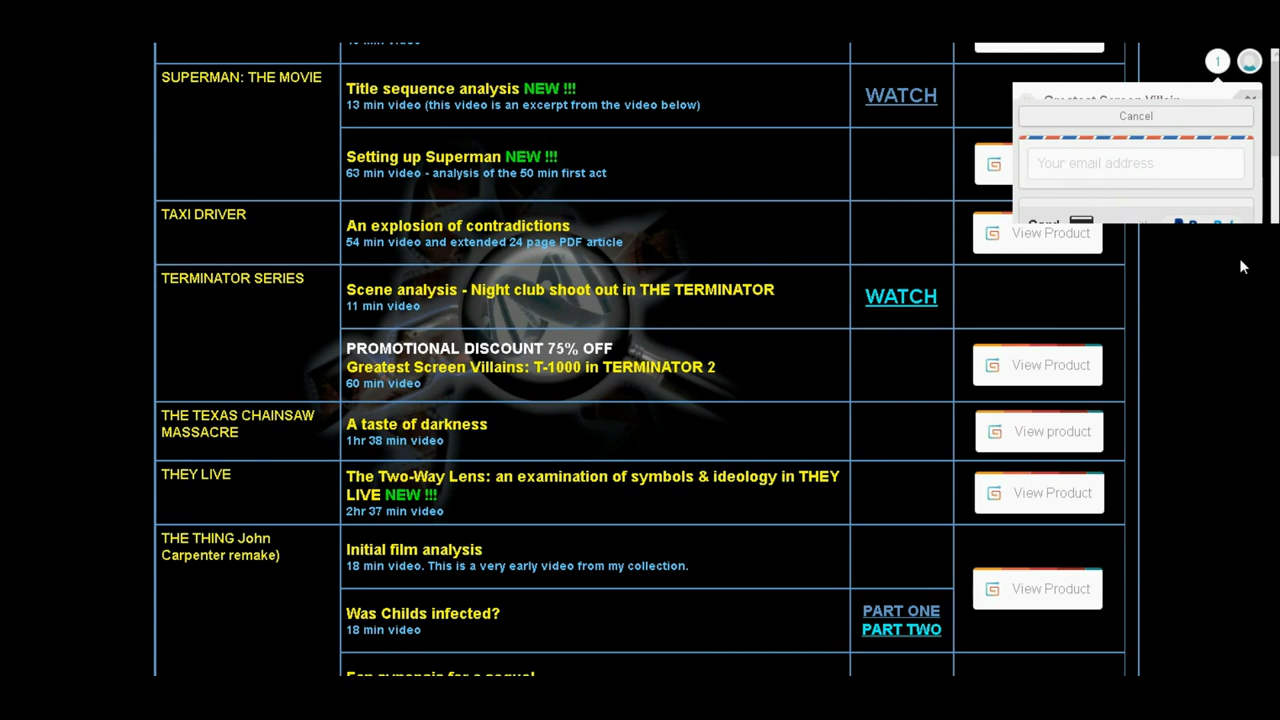 SUPERMAN: THE MOVIE
Title sequence analysis NEW !!!
13 min video (this video is an excerpt from the video below)
WATCH
Setting up Superman NEW !!!
63 min video - analysis of the 50 min first act
1
Cancel
Your email address
TAXI DRIVER
An explosion of contradictions
54 min video and extended 24 page PDF article
View Product
TERMINATOR SERIES
Scene analysis - Night club shoot out in THE TERMINATOR
11 min video
WATCH
PROMOTIONAL DISCOUNT 75% OFF
Greatest Screen Villains: T-1000 in TERMINATOR 2
60 min video
View Product
THE TEXAS CHAINSAW
MASSACRE
A taste of darkness
1hr 38 min video
View product
THEY LIVE
The Two-Way Lens: an examination of symbols & ideology in THEY
LIVE NEW !!!
2hr 37 min video
View Product
THE THING John
Carpenter remake)
Initial film analysis
18 min video. This is a very early video from my collection.
View Product
Was Childs infected?
18 min video
PART ONE
PART TWO